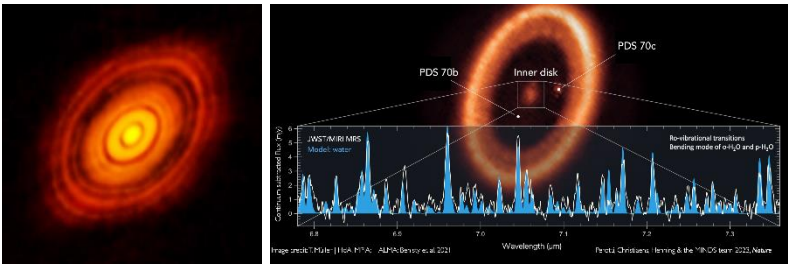 PDS 70c
PDS 70b
Inner disk
JWST/MIRI MRS
Model: water
Ro-vibrational transitions
Bending mode of o-H₂O and p-H₂O
Continuum subtracted flux (mJy)
6
5
4
3
2
1
0
6.8
6.9
7.0
7.1
7.2
7.3
Wavelength (μm)
Image credit: T. Müller | HdA, MPIA; ALMA: Benisty et al. 2021
Perotti, Christiaens, Henning & the MINDS team 2023, Nature